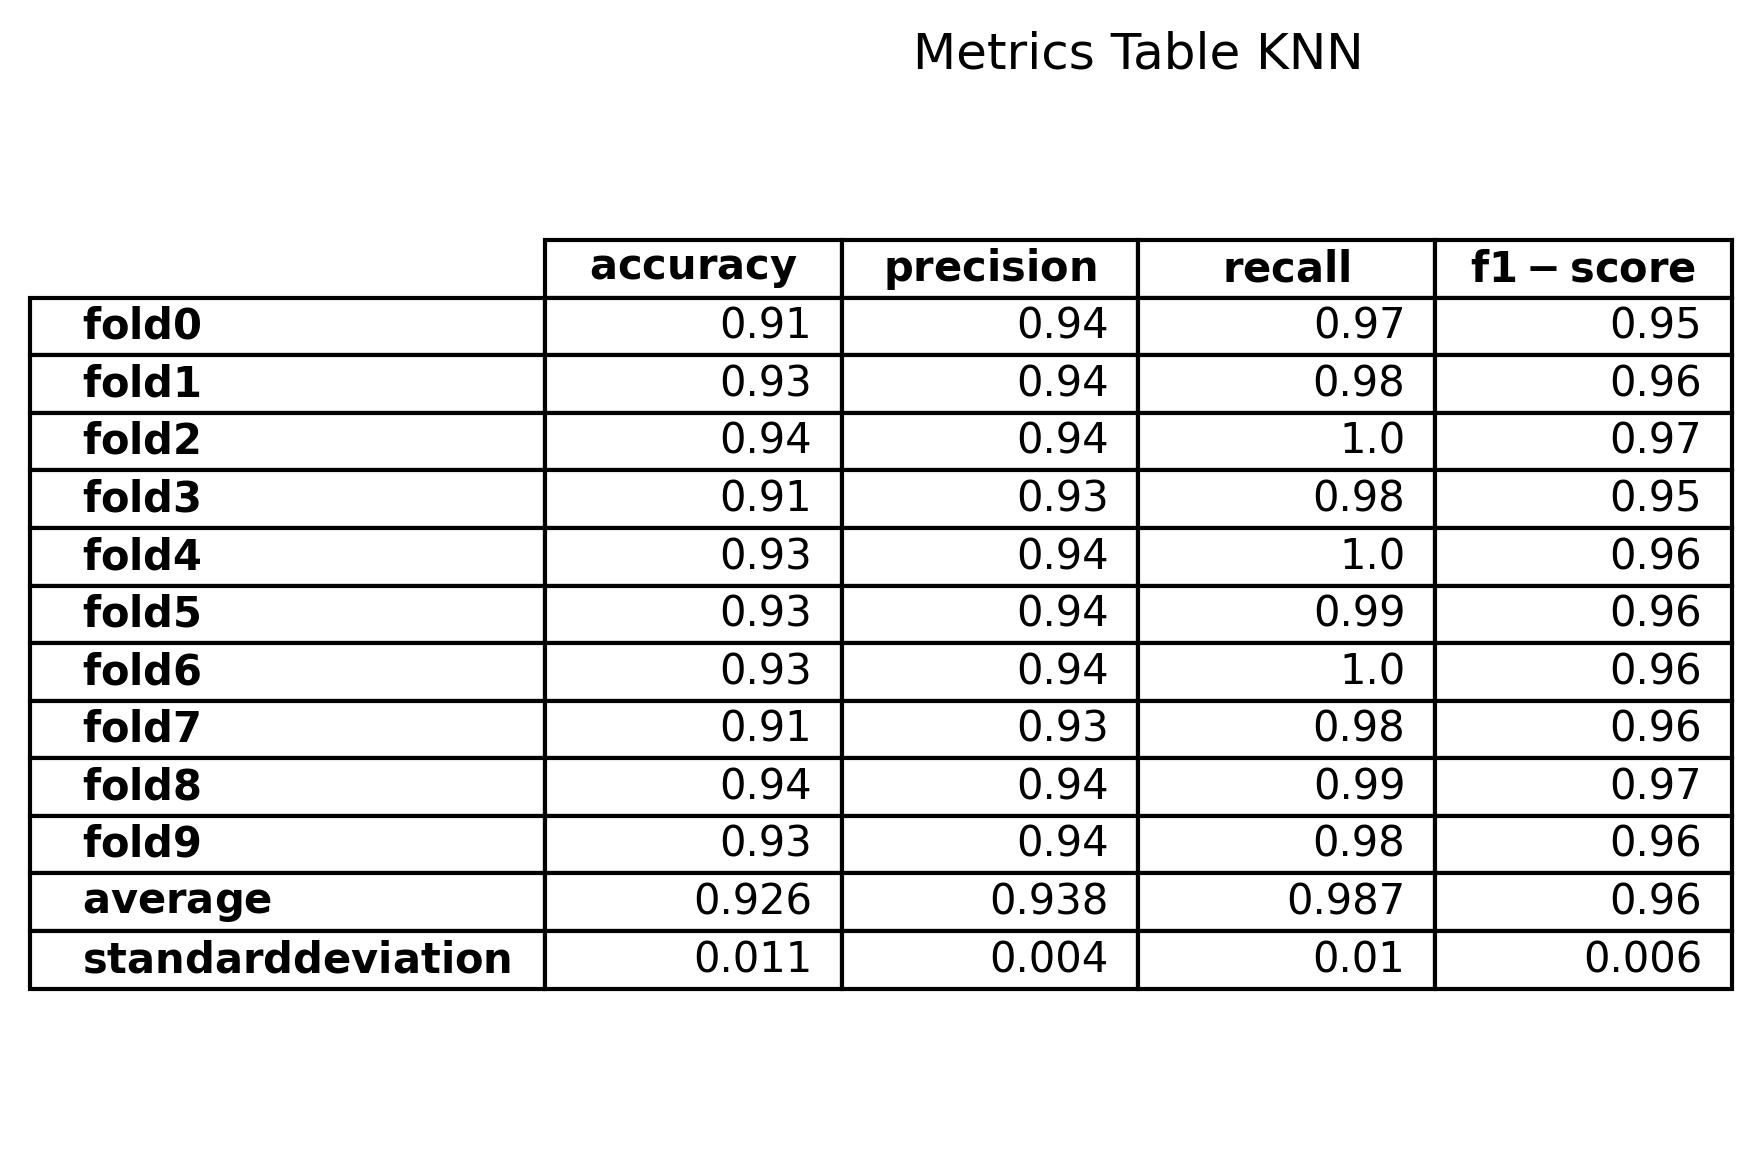 Metrics Table KNN
accuracy precision recall f1 − score
fold0 0.91 0.94 0.97 0.95
fold1 0.93 0.94 0.98 0.96
fold2 0.94 0.94 1.0 0.97
fold3 0.91 0.93 0.98 0.95
fold4 0.93 0.94 1.0 0.96
fold5 0.93 0.94 0.99 0.96
fold6 0.93 0.94 1.0 0.96
fold7 0.91 0.93 0.98 0.96
fold8 0.94 0.94 0.99 0.97
fold9 0.93 0.94 0.98 0.96
average 0.926 0.938 0.987 0.96
standarddeviation 0.011 0.004 0.01 0.006